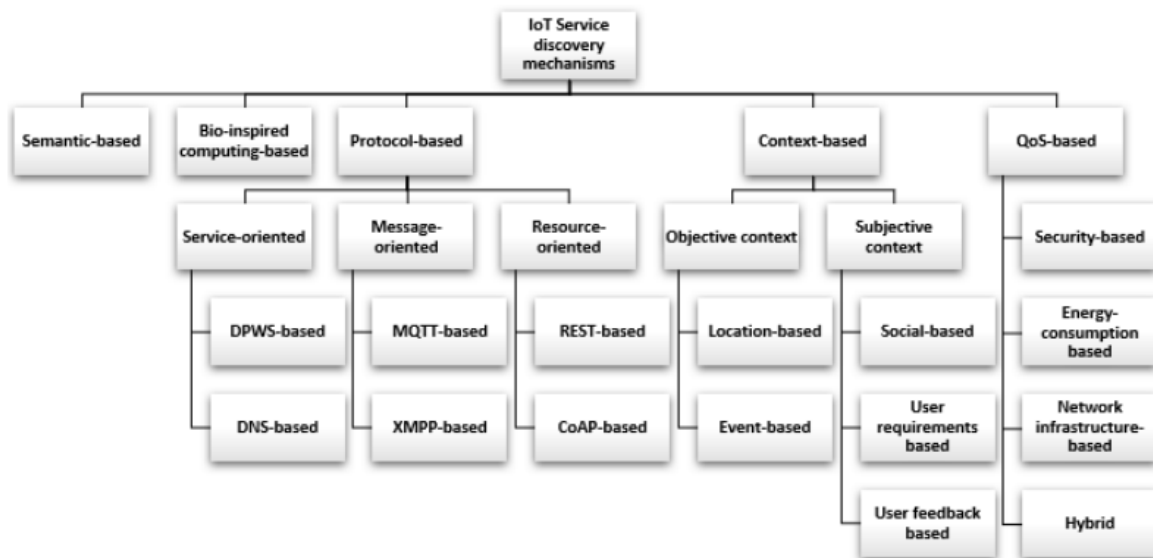 IoT Service
discovery
mechanisms
Semantic-based
Bio-inspired
computing-based
Protocol-based
Context-based
QoS-based
Service-oriented
Message-
oriented
Resource-
oriented
Objective context
Subjective
context
Security-based
DPWS-based
MQTT-based
REST-based
Location-based
Social-based
Energy-
consumption
based
DNS-based
XMPP-based
CoAP-based
Event-based
User
requirements
based
Network
infrastructure-
based
User feedback
based
Hybrid